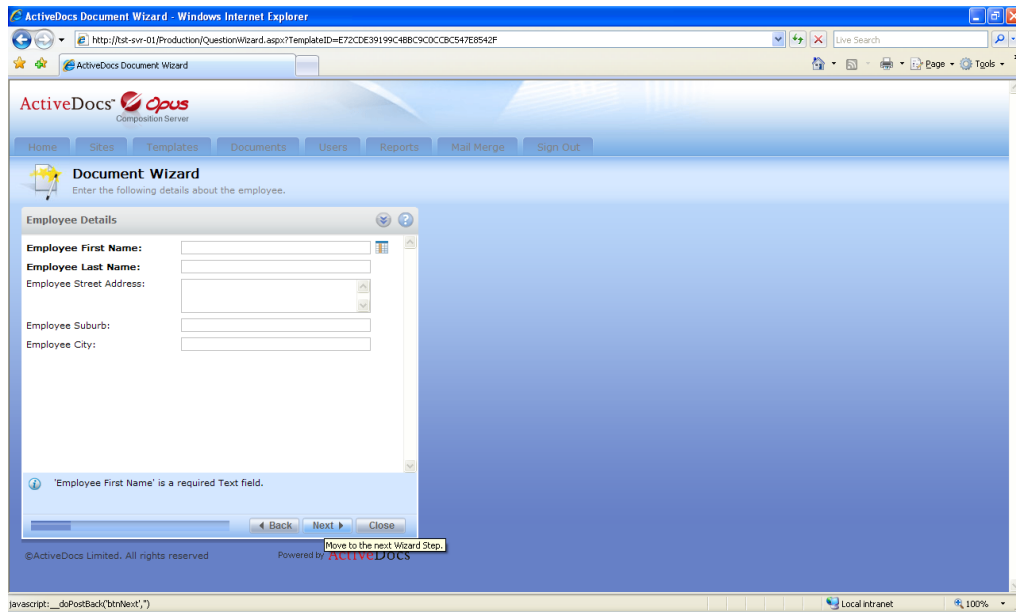 ActiveDocs Document Wizard - Windows Internet Explorer
http://tst-svr-01/Production/QuestionWizard.aspx?TemplateID=E72CDE39199C4BBC9C0CCBC547E8542F
Live Search
ActiveDocs Document Wizard
Page
Tools
ActiveDocs™ Opus
Composition Server
Home Sites Templates Documents Users Reports Mail Merge Sign Out
Document Wizard
Enter the following details about the employee.
Employee Details
Employee First Name:
Employee Last Name:
Employee Street Address:
Employee Suburb:
Employee City:
'Employee First Name' is a required Text field.
Back Next Close
Move to the next Wizard Step.
©ActiveDocs Limited. All rights reserved
Powered by ActiveDocs
javascript:__doPostBack('btnNext','')
Local intranet
100%